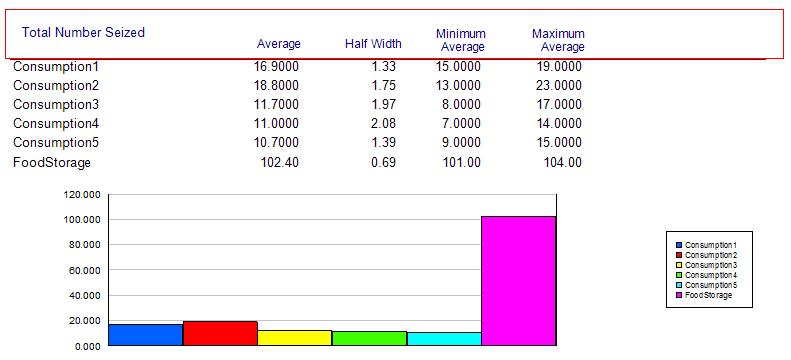 Total Number Seized
Average Half Width Minimum Average Maximum Average
Consumption1 16.9000 1.33 15.0000 19.0000
Consumption2 18.8000 1.75 13.0000 23.0000
Consumption3 11.7000 1.97 8.0000 17.0000
Consumption4 11.0000 2.08 7.0000 14.0000
Consumption5 10.7000 1.39 9.0000 15.0000
FoodStorage 102.40 0.69 101.00 104.00
120.000
100.000
80.000
60.000
40.000
20.000
0.000
Consumption1
Consumption2
Consumption3
Consumption4
Consumption5
FoodStorage